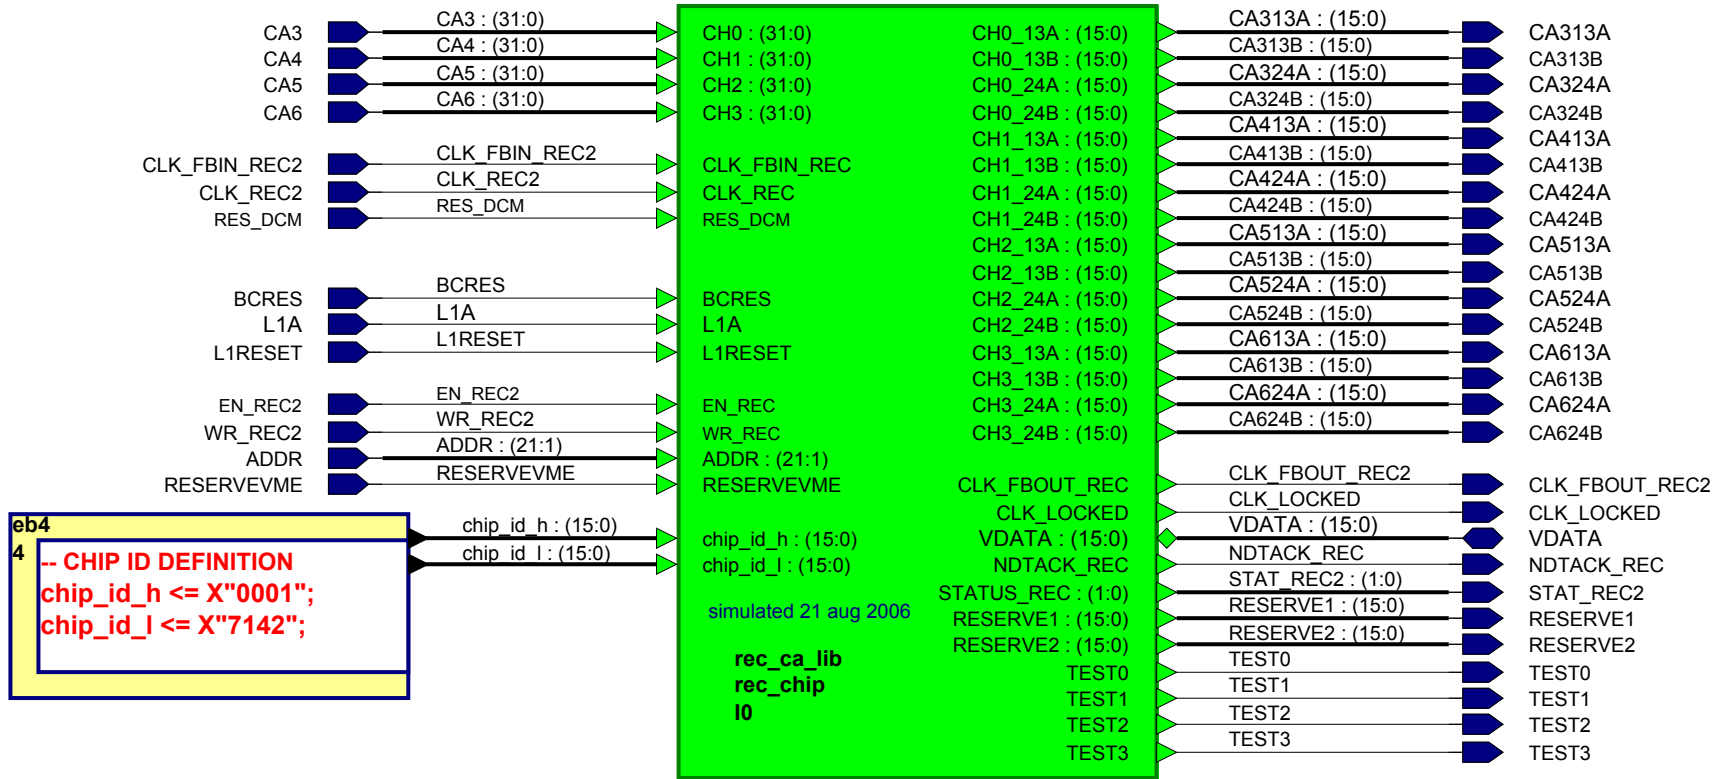 CA3 CA3 : (31:0) CH0 : (31:0) CH0_13A : (15:0) CA313A : (15:0) CA313A
CA4 CA4 : (31:0) CH1 : (31:0) CH0_13B : (15:0) CA313B : (15:0) CA313B
CA5 CA5 : (31:0) CH2 : (31:0) CH0_24A : (15:0) CA324A : (15:0) CA324A
CA6 CA6 : (31:0) CH3 : (31:0) CH0_24B : (15:0) CA324B : (15:0) CA324B
CH1_13A : (15:0) CA413A : (15:0) CA413A
CLK_FBIN_REC2 CLK_FBIN_REC2 CLK_FBIN_REC CH1_13B : (15:0) CA413B : (15:0) CA413B
CLK_REC2 CLK_REC2 CLK_REC CH1_24A : (15:0) CA424A : (15:0) CA424A
RES_DCM RES_DCM RES_DCM CH1_24B : (15:0) CA424B : (15:0) CA424B
CH2_13A : (15:0) CA513A : (15:0) CA513A
CH2_13B : (15:0) CA513B : (15:0) CA513B
BCRES BCRES BCRES CH2_24A : (15:0) CA524A : (15:0) CA524A
L1A L1A L1A CH2_24B : (15:0) CA524B : (15:0) CA524B
L1RESET L1RESET L1RESET CH3_13A : (15:0) CA613A : (15:0) CA613A
CH3_13B : (15:0) CA613B : (15:0) CA613B
EN_REC2 EN_REC2 EN_REC CH3_24A : (15:0) CA624A : (15:0) CA624A
WR_REC2 WR_REC2 WR_REC CH3_24B : (15:0) CA624B : (15:0) CA624B
ADDR ADDR : (21:1) ADDR : (21:1)
RESERVEVME RESERVEVME RESERVEVME CLK_FBOUT_REC CLK_FBOUT_REC2 CLK_FBOUT_REC2
CLK_LOCKED CLK_LOCKED CLK_LOCKED
eb4 chip_id_h : (15:0) chip_id_h : (15:0) VDATA : (15:0) VDATA : (15:0) VDATA
4 chip_id_l : (15:0) chip_id_l : (15:0) NDTACK_REC NDTACK_REC NDTACK_REC
-- CHIP ID DEFINITION
chip_id_h <= X"0001";
chip_id_l <= X"7142";
STATUS_REC : (1:0) STAT_REC2 : (1:0) STAT_REC2
simulated 21 aug 2006 RESERVE1 : (15:0) RESERVE1 : (15:0) RESERVE1
RESERVE2 : (15:0) RESERVE2 : (15:0) RESERVE2
rec_ca_lib TEST0 TEST0 TEST0
rec_chip TEST1 TEST1 TEST1
I0 TEST2 TEST2 TEST2
TEST3 TEST3 TEST3